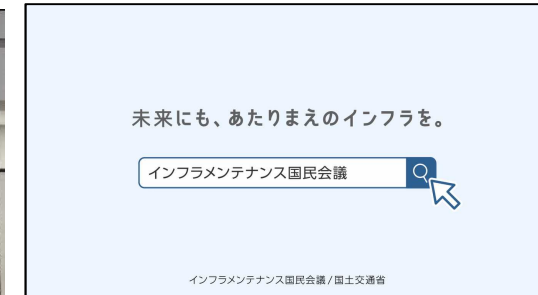 未来にも、あたりまえのインフラを。
インフラメンテナンス国民会議
インフラメンテナンス国民会議/国土交通省